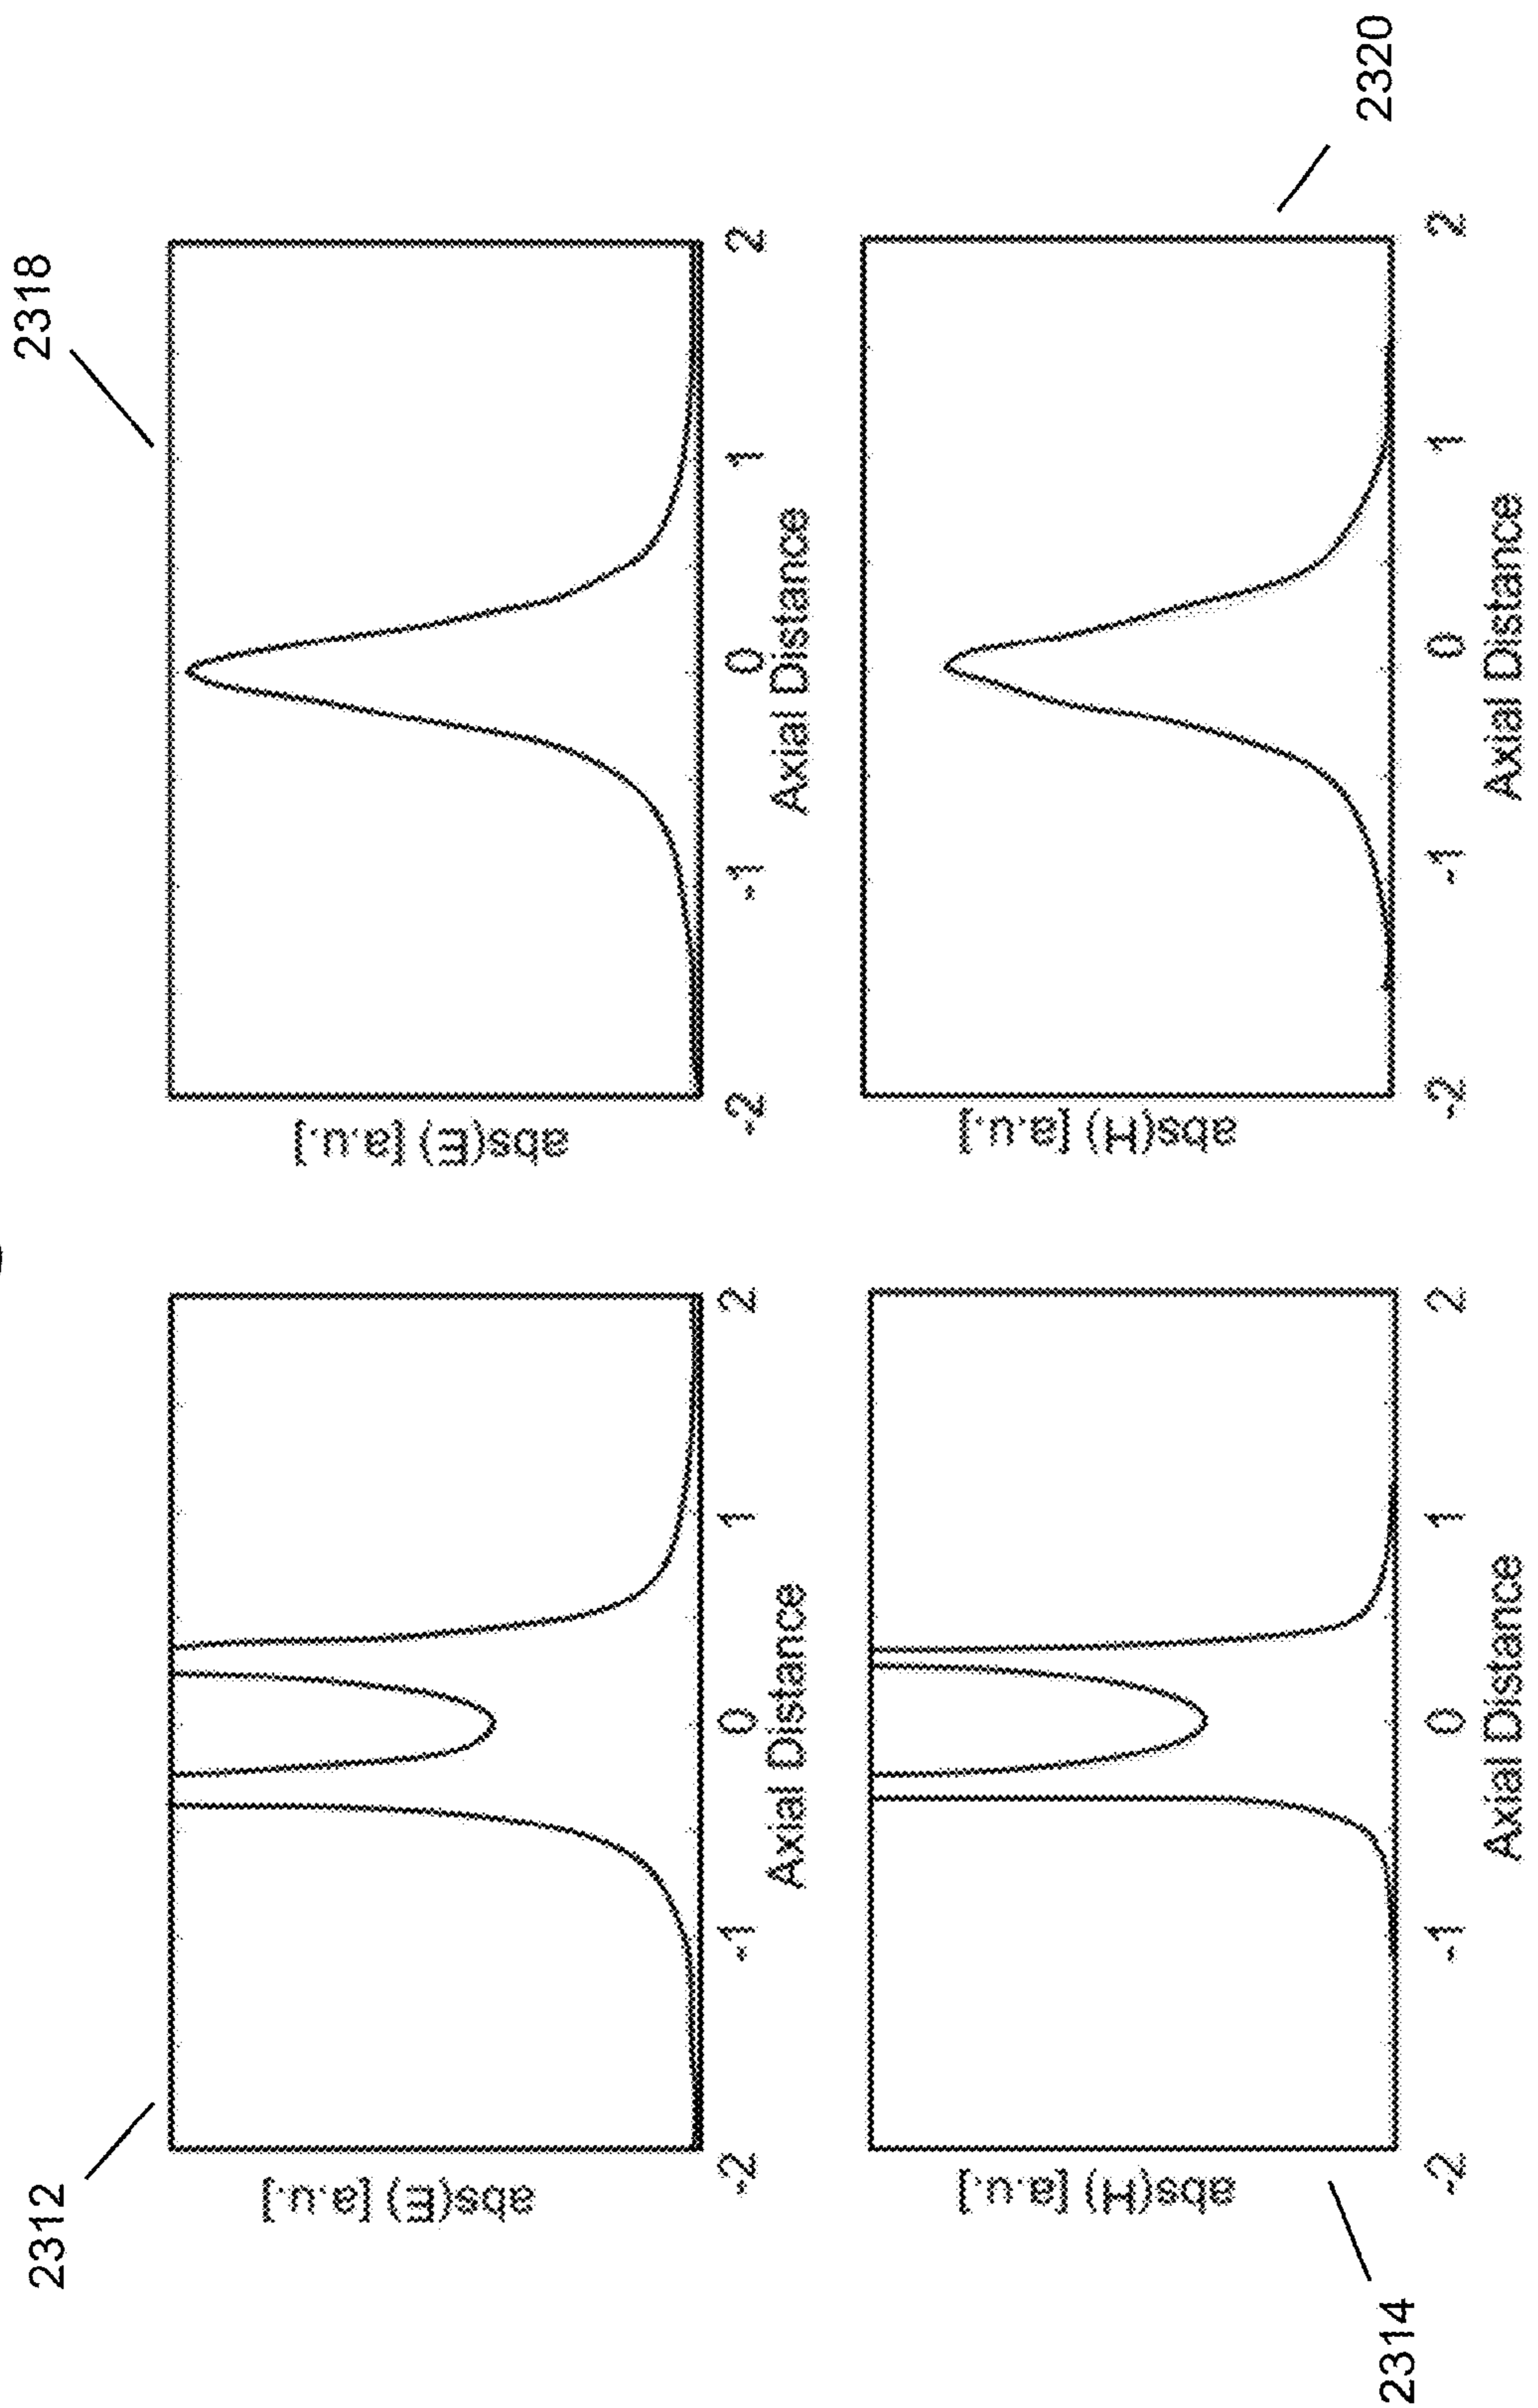 2312
2318
abs(E) [a.u.]
-2 -1 0 1 2
Axial Distance
abs(E) [a.u.]
-2 -1 0 1 2
Axial Distance
abs(H) [a.u.]
-2 -1 0 1 2
Axial Distance
abs(H) [a.u.]
-2 -1 0 1 2
Axial Distance
2314
2320